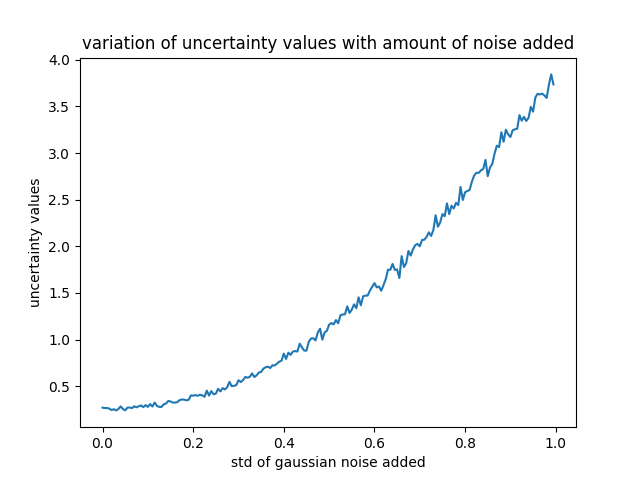 variation of uncertainty values with amount of noise added
4.0
3.5
3.0
2.5
2.0
1.5
1.0
0.5
uncertainty values
0.0 0.2 0.4 0.6 0.8 1.0
std of gaussian noise added